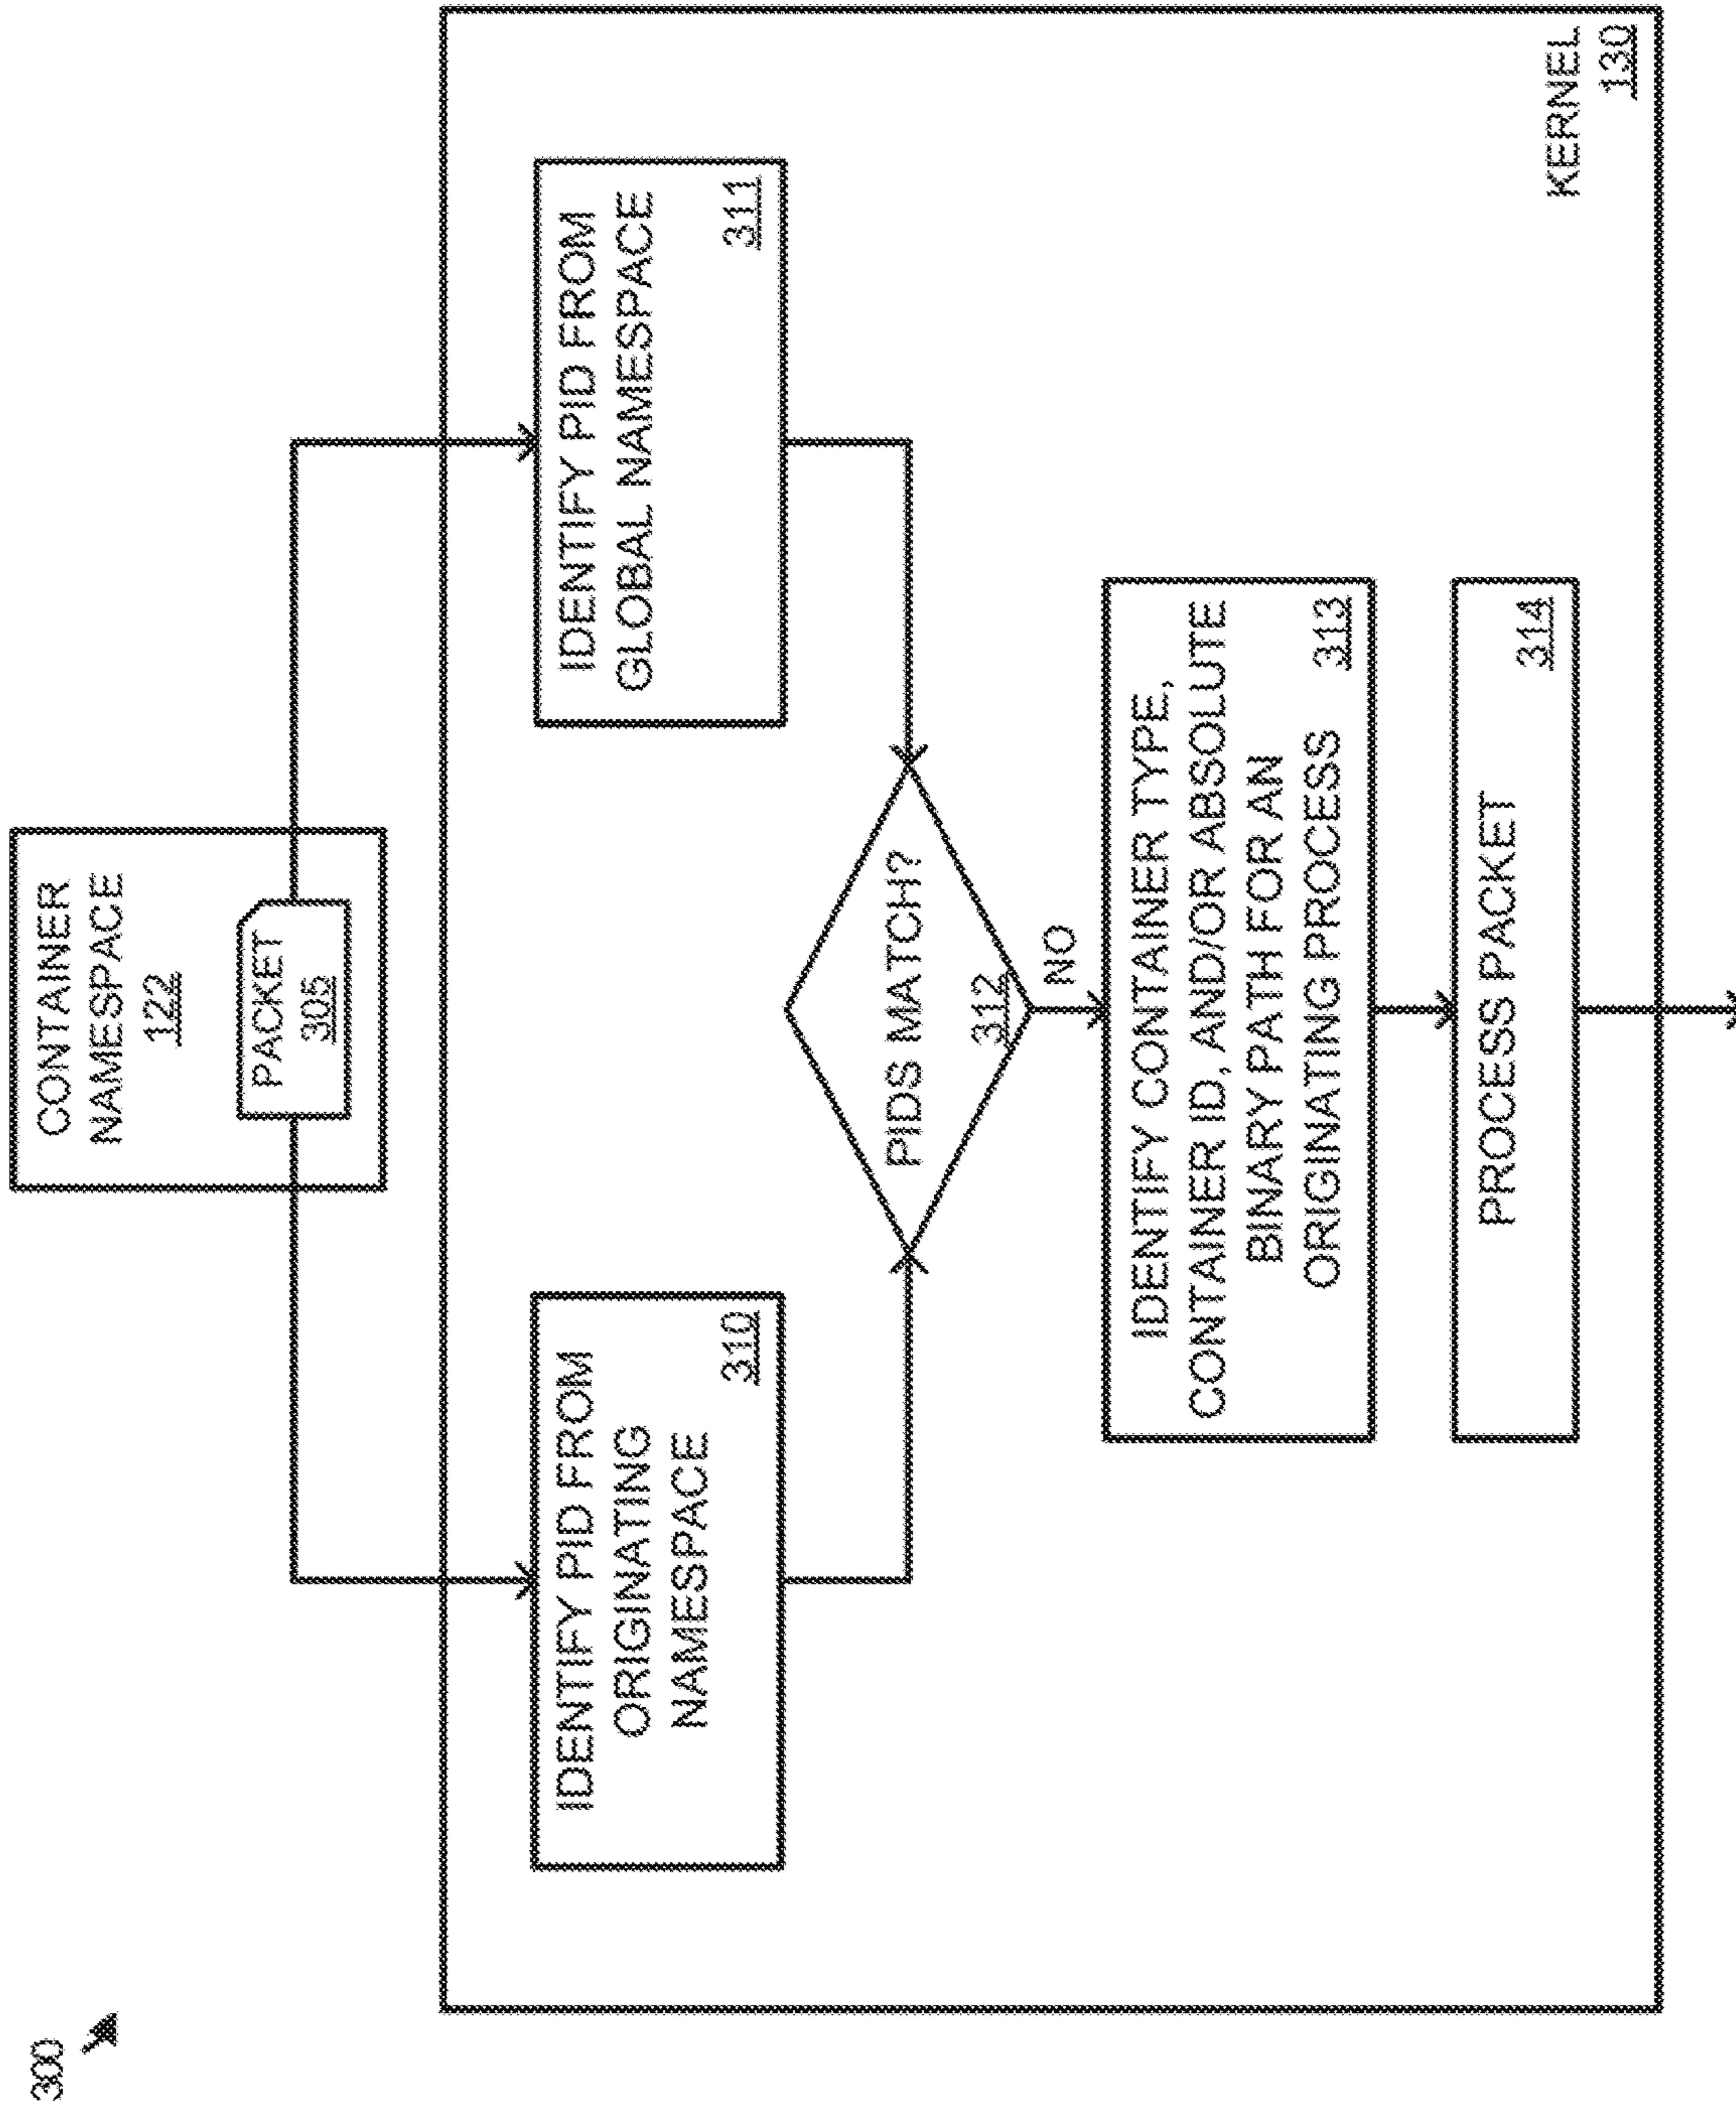 300
CONTAINER
NAMESPACE
122
PACKET
305
IDENTIFY PID FROM
ORIGINATING
NAMESPACE
310
IDENTIFY PID FROM
GLOBAL NAMESPACE
311
PIDS MATCH?
312
NO
IDENTIFY CONTAINER TYPE,
CONTAINER ID, AND/OR ABSOLUTE
BINARY PATH FOR AN
ORIGINATING PROCESS
313
PROCESS PACKET
314
KERNEL
130